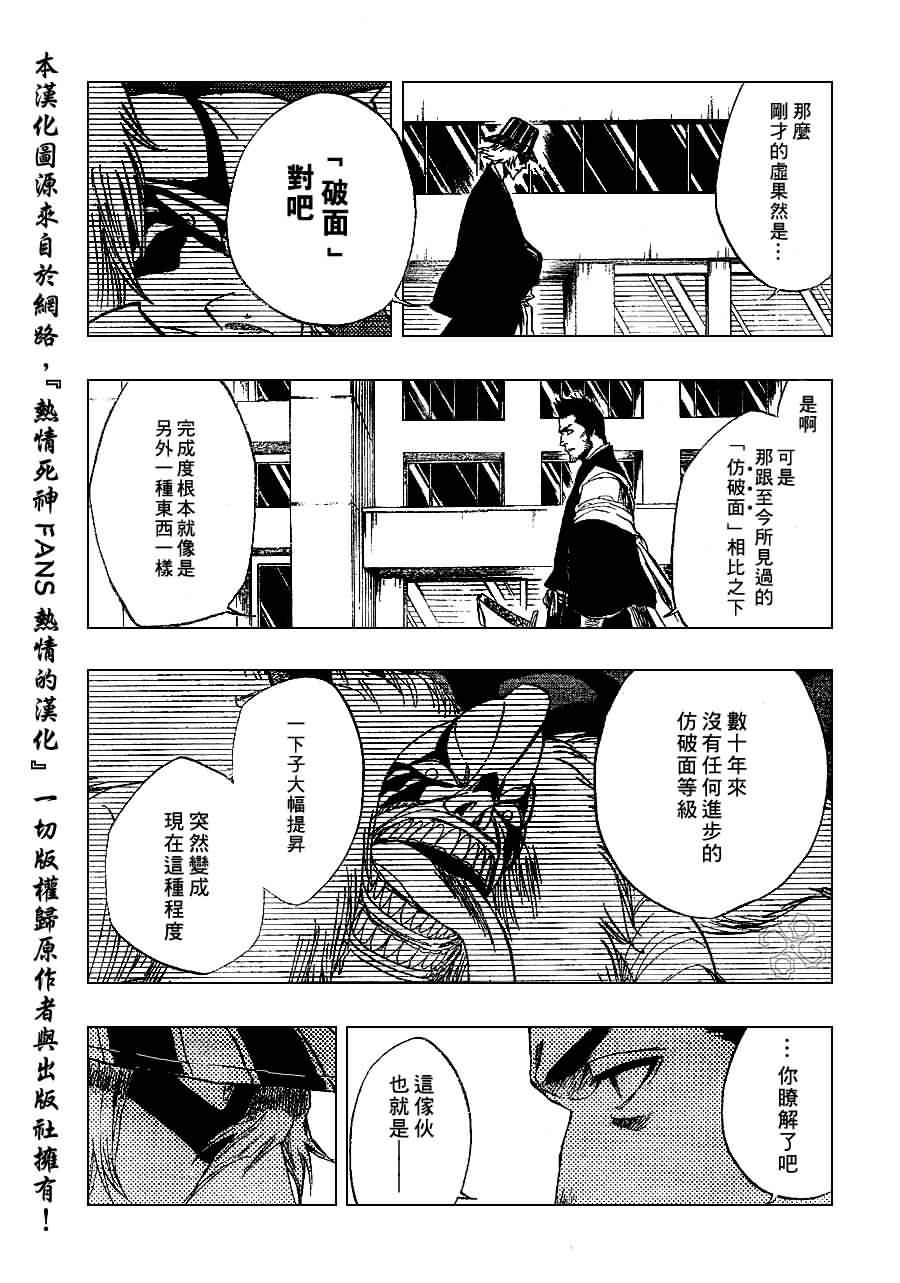 那麼
剛才的虛果然是…
「破面」
對吧
是啊
可是
那跟至今所見過的
「仿破面」相比之下
完成度根本就像是
另外一種東西一樣
數十年來
沒有任何進步的
仿破面等級
一下子大幅提昇
突然變成
現在這種程度
…你瞭解了吧
這傢伙
也就是——
本漢化圖源來自於網路，『熱情死神FANS熱情的漢化』一切版權歸原作者與出版社擁有！